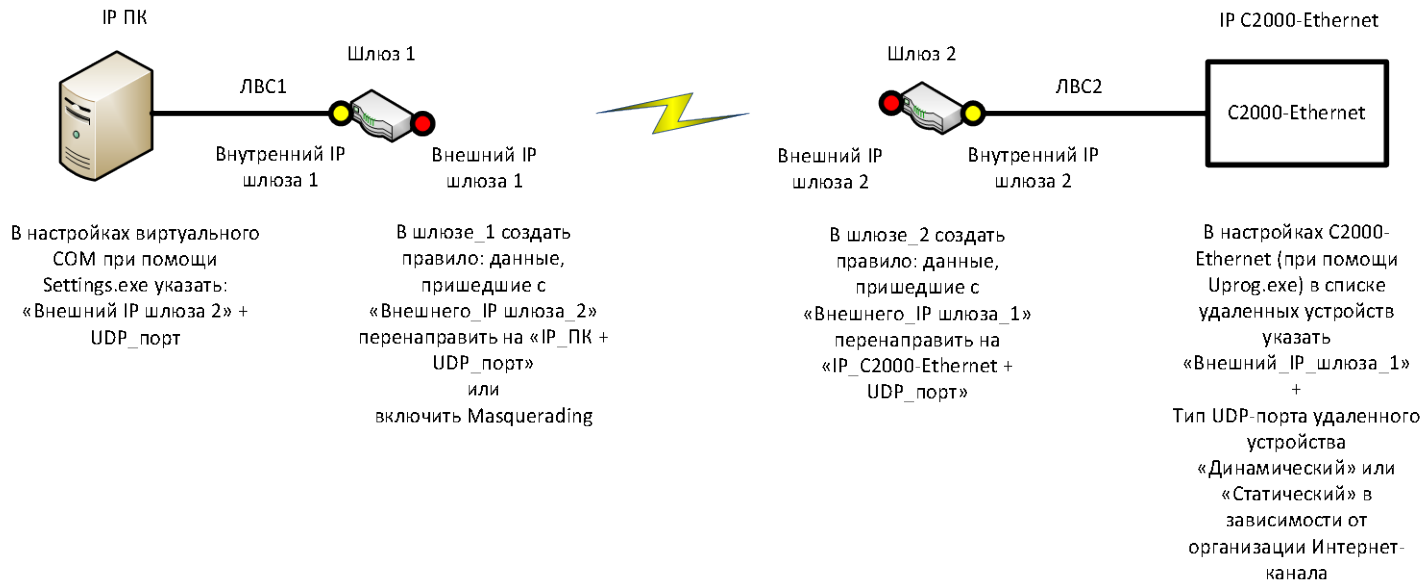 IP ПК
IP C2000-Ethernet
Шлюз 1
Шлюз 2
ЛВС1
ЛВС2
C2000-Ethernet
Внутренний IP
шлюза 1
Внешний IP
шлюза 1
Внешний IP
шлюза 2
Внутренний IP
шлюза 2
В настройках виртуального
COM при помощи
Settings.exe указать:
«Внешний IP шлюза 2» +
UDP_порт
В шлюзе_1 создать
правило: данные,
пришедшие с
«Внешнего_IP шлюза_2»
перенаправить на «IP_ПК +
UDP_порт»
или
включить Masquerading
В шлюзе_2 создать
правило: данные,
пришедшие с
«Внешнего_IP шлюза_1»
перенаправить на
«IP_C2000-Ethernet +
UDP_порт»
В настройках C2000-
Ethernet (при помощи
Uprog.exe) в списке
удаленных устройств
указать
«Внешний_IP_шлюза_1»
+
Тип UDP-порта удаленного
устройства
«Динамический» или
«Статический» в
зависимости от
организации Интернет-
канала